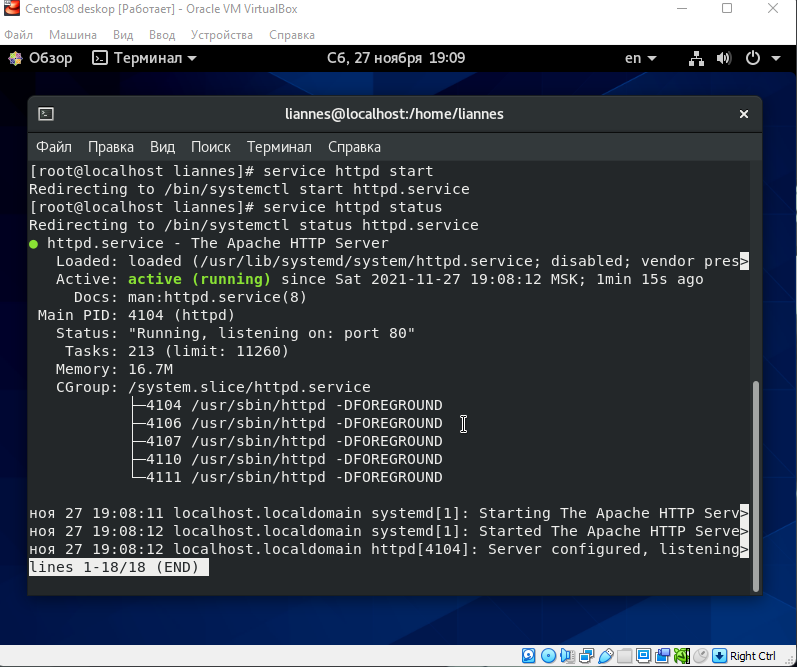 Centos08 deskop [Работает] - Oracle VM VirtualBox
Файл Машина Вид Ввод Устройства Справка
Обзор Терминал Сб, 27 ноября 19:09 en
liannes@localhost:/home/liannes
Файл Правка Вид Поиск Терминал Справка
[root@localhost liannes]# service httpd start
Redirecting to /bin/systemctl start httpd.service
[root@localhost liannes]# service httpd status
Redirecting to /bin/systemctl status httpd.service
● httpd.service - The Apache HTTP Server
Loaded: loaded (/usr/lib/systemd/system/httpd.service; disabled; vendor pres>
Active: active (running) since Sat 2021-11-27 19:08:12 MSK; 1min 15s ago
Docs: man:httpd.service(8)
Main PID: 4104 (httpd)
Status: "Running, listening on: port 80"
Tasks: 213 (limit: 11260)
Memory: 16.7M
CGroup: /system.slice/httpd.service
├─4104 /usr/sbin/httpd -DFOREGROUND
├─4106 /usr/sbin/httpd -DFOREGROUND
├─4107 /usr/sbin/httpd -DFOREGROUND
├─4110 /usr/sbin/httpd -DFOREGROUND
└─4111 /usr/sbin/httpd -DFOREGROUND
ноя 27 19:08:11 localhost.localdomain systemd[1]: Starting The Apache HTTP Serv>
ноя 27 19:08:12 localhost.localdomain systemd[1]: Started The Apache HTTP Serve>
ноя 27 19:08:12 localhost.localdomain httpd[4104]: Server configured, listening>
lines 1-18/18 (END)
Right Ctrl